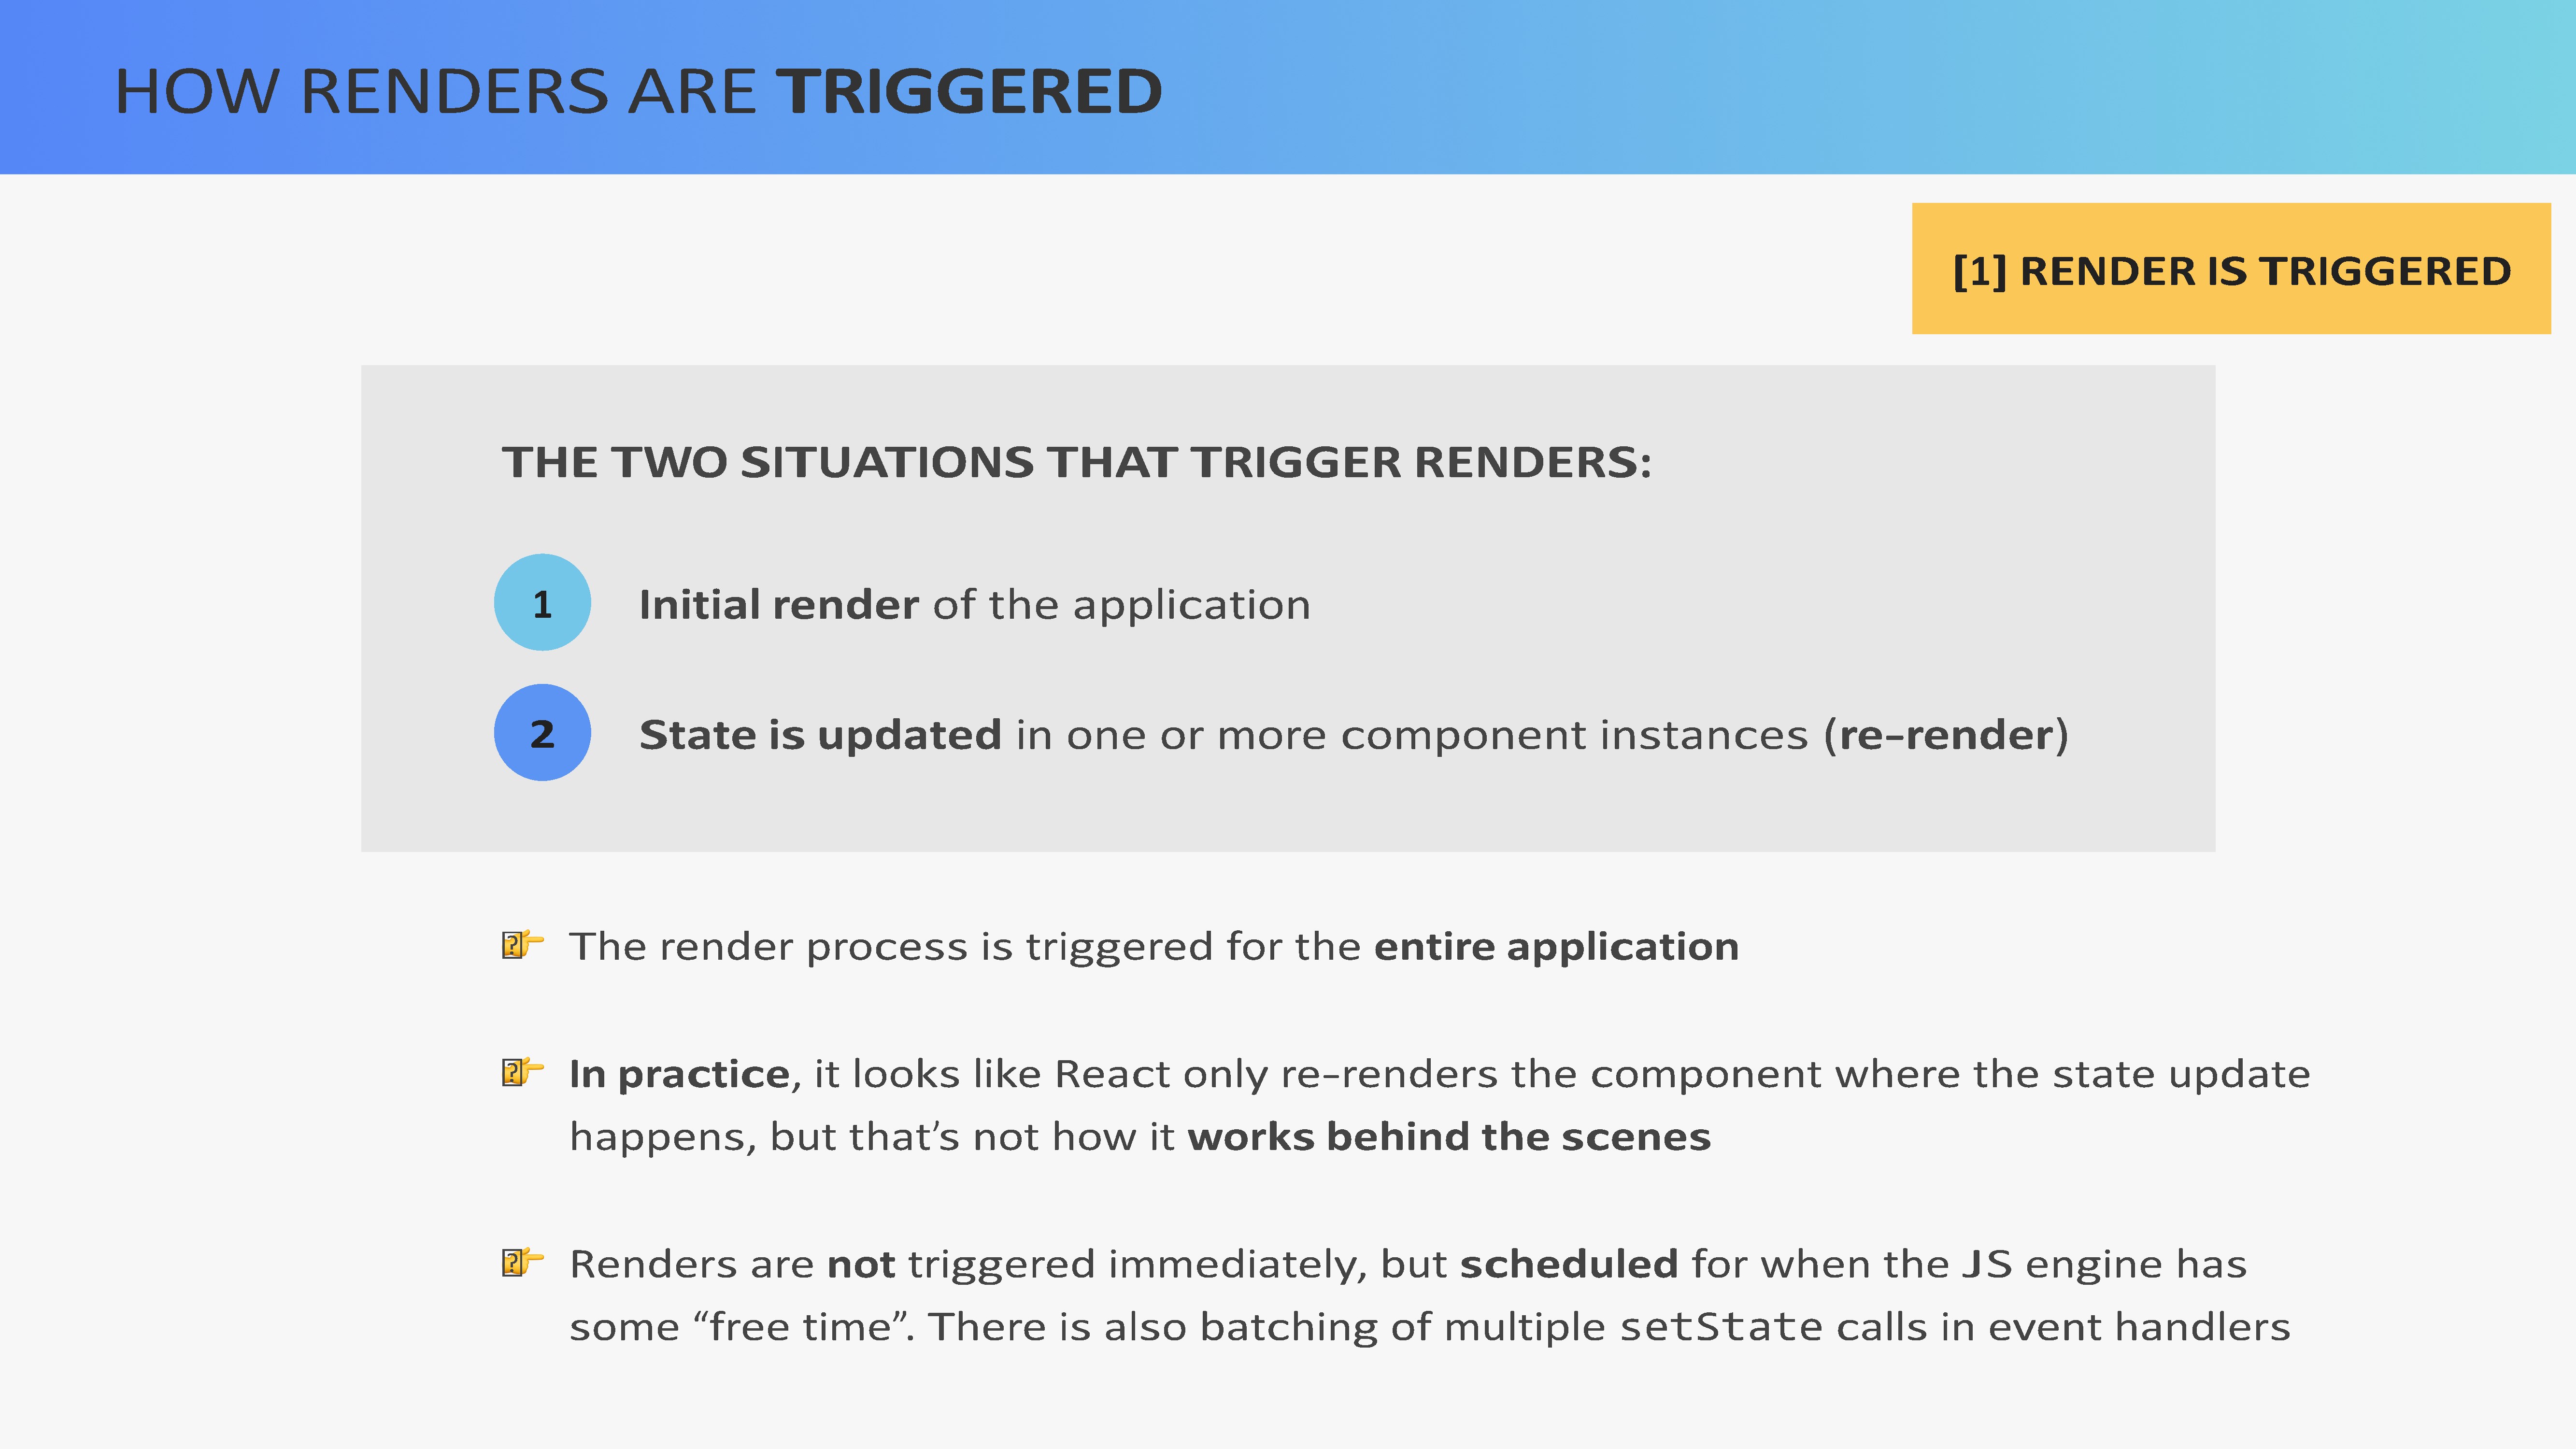 HOW RENDERS ARE TRIGGERED
[1] RENDER IS TRIGGERED
THE TWO SITUATIONS THAT TRIGGER RENDERS:
1 Initial render of the application
2 State is updated in one or more component instances (re-render)
👉 The render process is triggered for the entire application
👉 In practice, it looks like React only re-renders the component where the state update
happens, but that’s not how it works behind the scenes
👉 Renders are not triggered immediately, but scheduled for when the JS engine has
some “free time”. There is also batching of multiple setState calls in event handlers